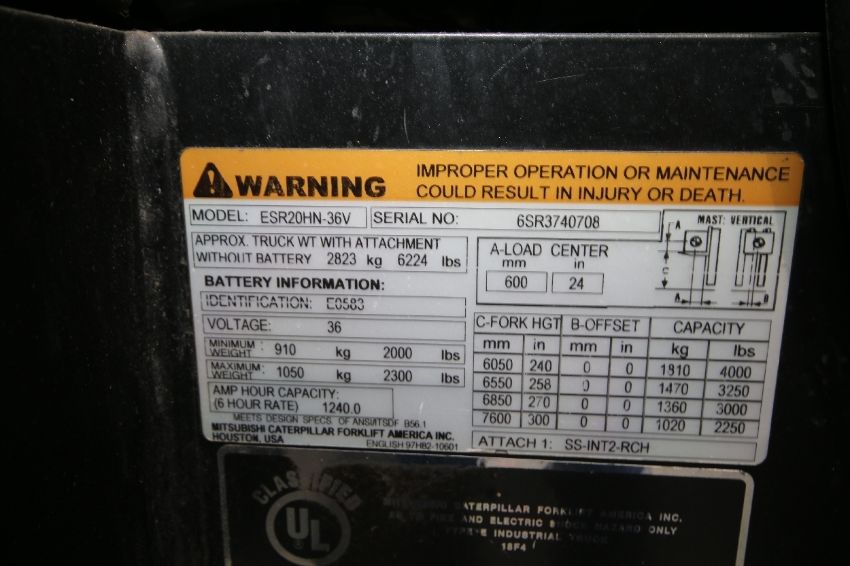 WARNING
IMPROPER OPERATION OR MAINTENANCE
COULD RESULT IN INJURY OR DEATH.
MODEL: ESR20HN-36V SERIAL NO: 6SR3740708
APPROX. TRUCK WT WITH ATTACHMENT
WITHOUT BATTERY 2823 kg 6224 lbs
BATTERY INFORMATION:
IDENTIFICATION: E0583
VOLTAGE: 36
MINIMUM WEIGHT: 910 kg 2000 lbs
MAXIMUM WEIGHT: 1050 kg 2300 lbs
AMP HOUR CAPACITY:
(6 HOUR RATE) 1240.0
MEETS DESIGN SPECS. OF ANSI/ITSDF B56.1
MITSUBISHI CATERPILLAR FORKLIFT AMERICA INC.
HOUSTON, USA ENGLISH 97H82-10601
A-LOAD CENTER
mm in
600 24
MAST: VERTICAL
A
C
A B
C-FORK HGT B-OFFSET CAPACITY
mm in mm in kg lbs
6050 240 0 0 1810 4000
6550 258 0 0 1470 3250
6850 270 0 0 1360 3000
7600 300 0 0 1020 2250
ATTACH 1: SS-INT2-RCH
CLASSIFIED
UL
CATERPILLAR FORKLIFT AMERICA INC.
AS TO FIRE AND ELECTRIC SHOCK HAZARD ONLY
TYPE E INDUSTRIAL TRUCK
18F4